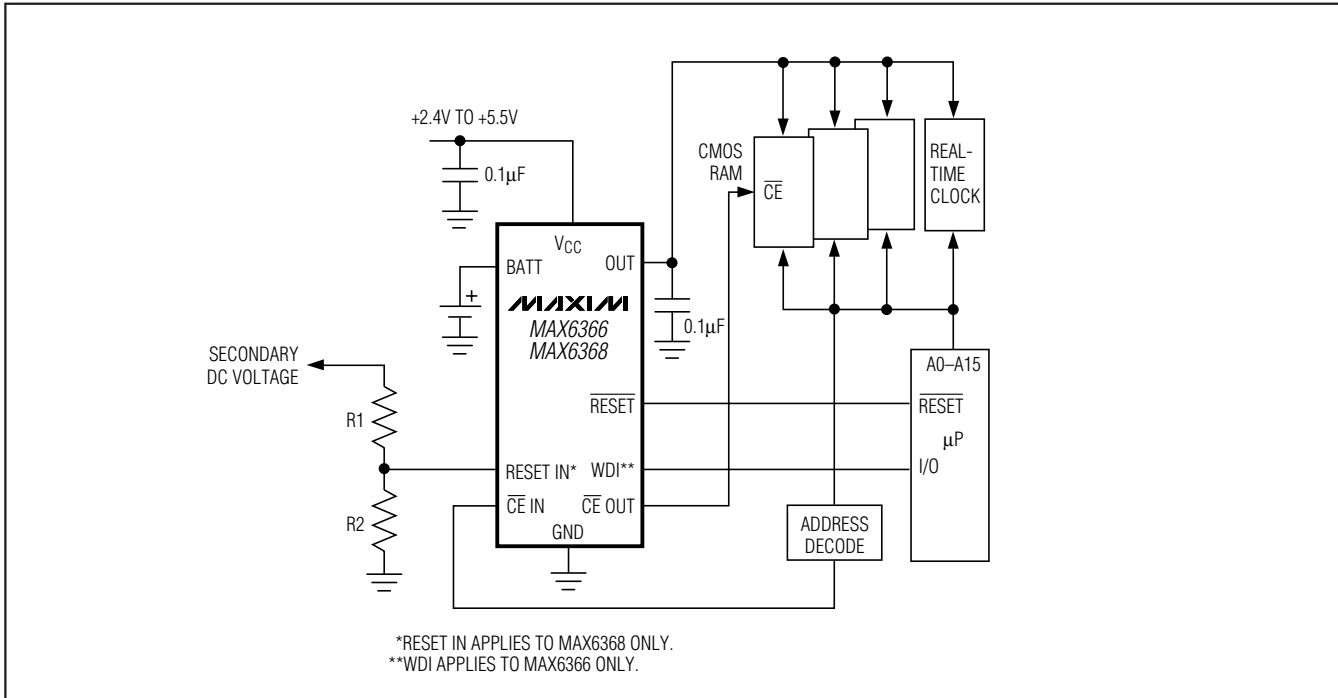 +2.4V TO +5.5V
0.1µF
CMOS
RAM
CE
REAL-
TIME
CLOCK
VCC
BATT
OUT
+
MAXIM
MAX6366
MAX6368
0.1µF
SECONDARY
DC VOLTAGE
A0–A15
R1
RESET
RESET
µP
RESET IN*
WDI**
I/O
R2
CE IN
CE OUT
GND
ADDRESS
DECODE
*RESET IN APPLIES TO MAX6368 ONLY.
**WDI APPLIES TO MAX6366 ONLY.